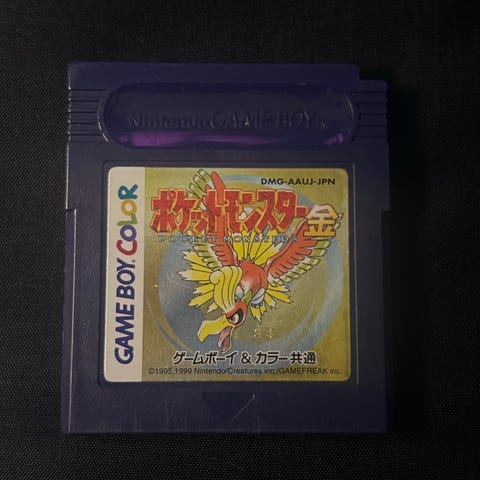 Nintendo GAME BOY
GAME BOY COLOR
DMG-AAUJ-JPN
ポケットモンスター金
POCKET MONSTERS
ゲームボーイ & カラー共通
©1995,1999 Nintendo/Creatures inc./GAMEFREAK inc.